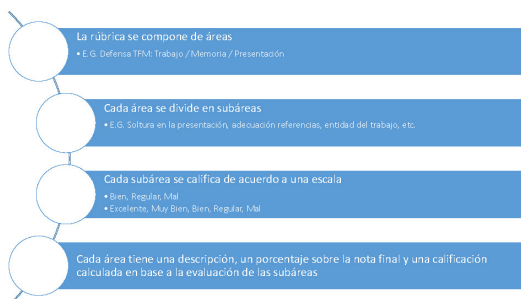 La rúbrica se compone de áreas
• E.G. Defensa TFM: Trabajo / Memoria / Presentación
Cada área se divide en subáreas
• E.G. Soltura en la presentación, adecuación referencias, entidad del trabajo, etc.
Cada subárea se califica de acuerdo a una escala
• Bien, Regular, Mal
• Excelente, Muy Bien, Bien, Regular, Mal
Cada área tiene una descripción, un porcentaje sobre la nota final y una calificación
calculada en base a la evaluación de las subáreas